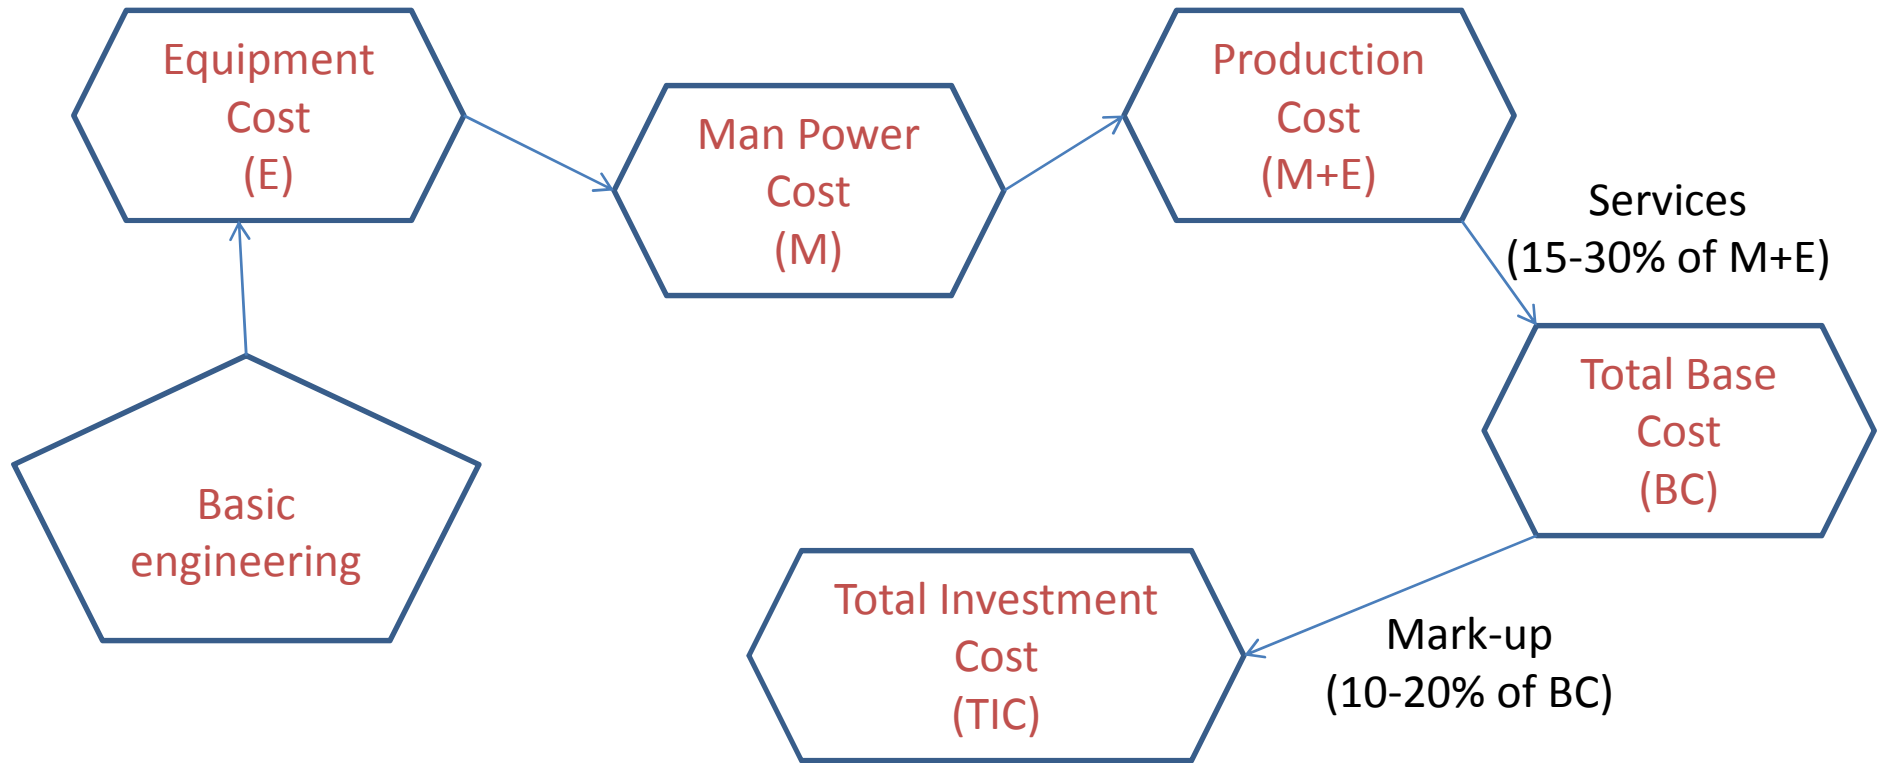 Equipment
Cost
(E)
Man Power
Cost
(M)
Production
Cost
(M+E)
Services
(15-30% of M+E)
Total Base
Cost
(BC)
Basic
engineering
Total Investment
Cost
(TIC)
Mark-up
(10-20% of BC)